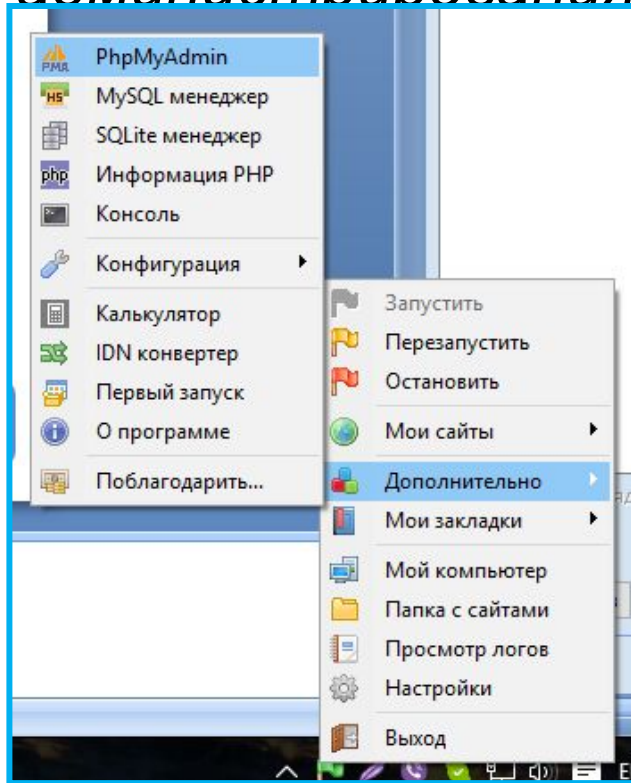 PhpMyAdmin
MySQL менеджер
SQLite менеджер
Информация PHP
Консоль
Конфигурация
Калькулятор
IDN конвертер
Первый запуск
О программе
Поблагодарить...
Запустить
Перезапустить
Остановить
Мои сайты
Дополнительно
Мои закладки
Мой компьютер
Папка с сайтами
Просмотр логов
Настройки
Выход